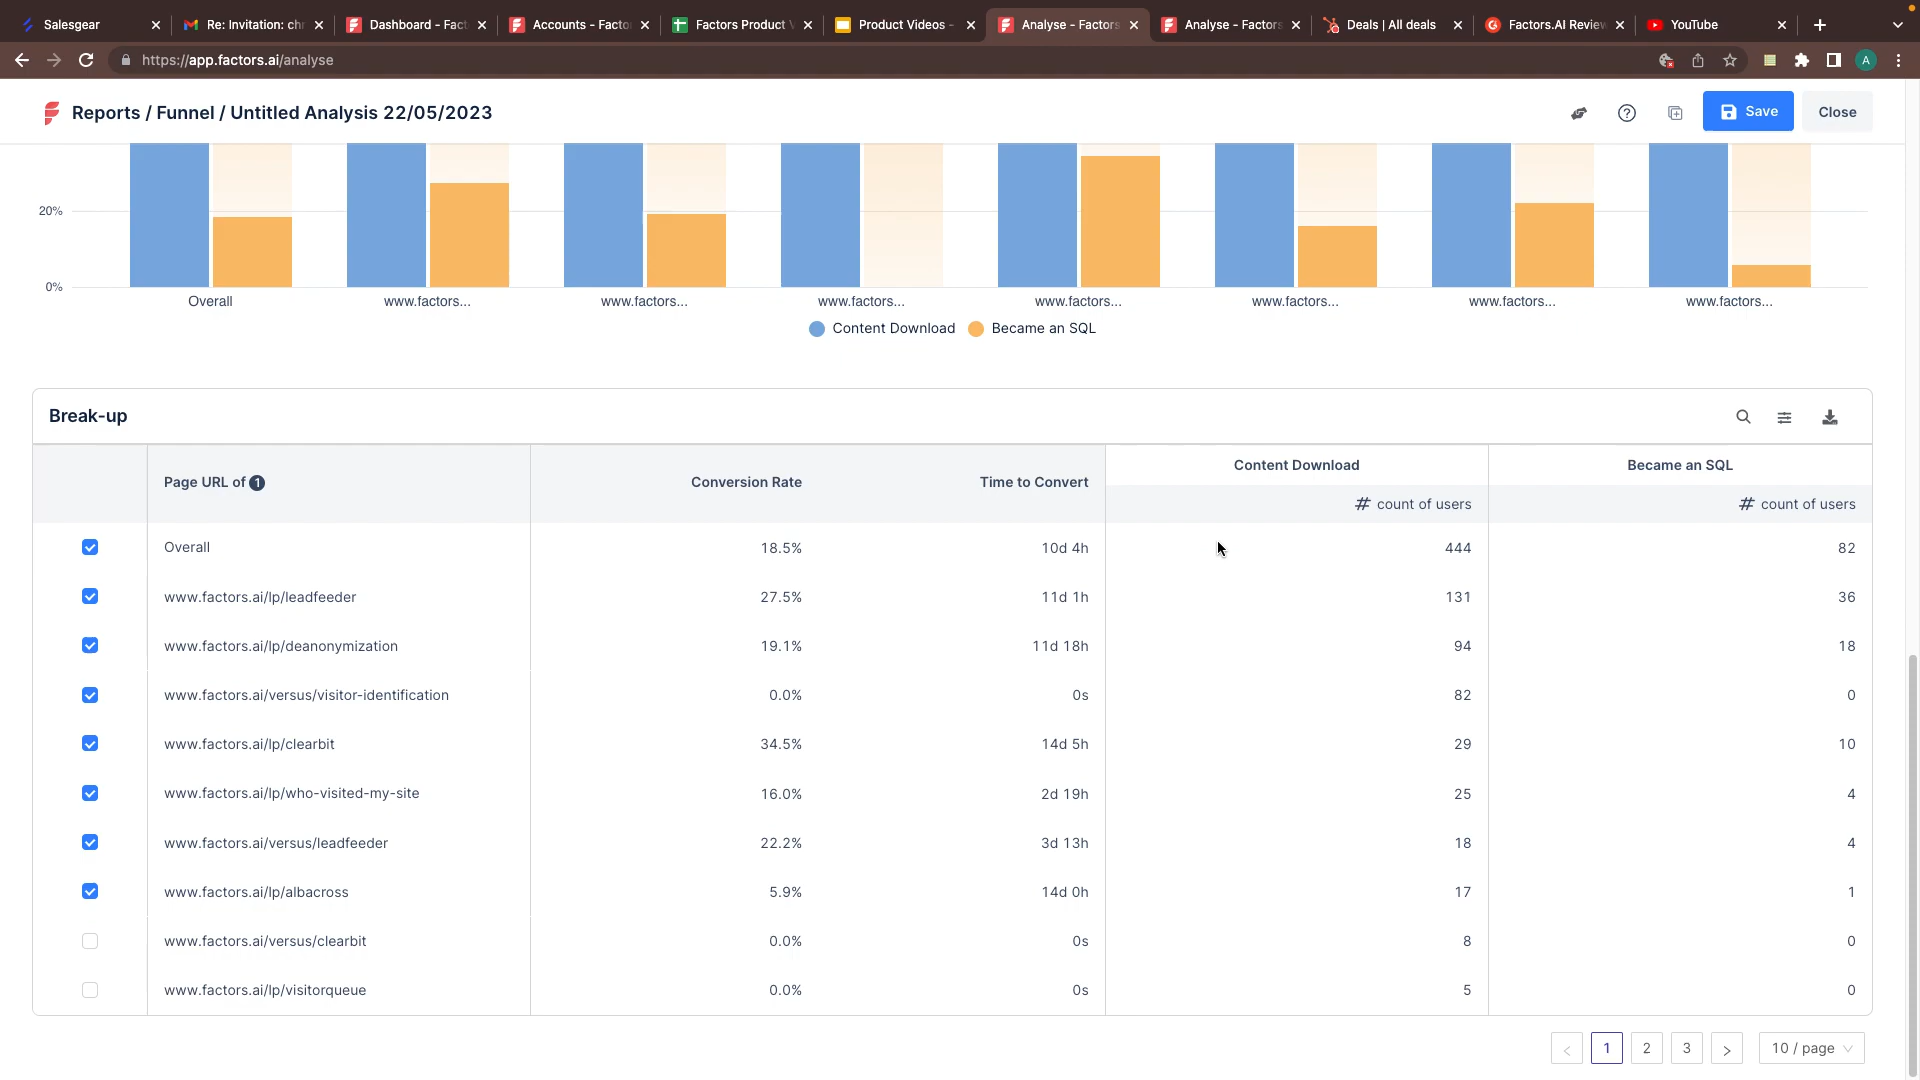 Salesgear
Re: Invitation: chr
Dashboard - Fact
Accounts - Factor
Factors Product V
Product Videos -
Analyse - Factors
Analyse - Factors
Deals | All deals
Factors.AI Review
YouTube
https://app.factors.ai/analyse
A
Reports / Funnel / Untitled Analysis 22/05/2023
Save
Close
20%
0%
Overall
www.factors...
www.factors...
www.factors...
www.factors...
www.factors...
www.factors...
www.factors...
Content Download
Became an SQL
Break-up
Page URL of 1
Conversion Rate
Time to Convert
Content Download
Became an SQL
# count of users
# count of users
Overall 18.5% 10d 4h 444 82
www.factors.ai/lp/leadfeeder 27.5% 11d 1h 131 36
www.factors.ai/lp/deanonymization 19.1% 11d 18h 94 18
www.factors.ai/versus/visitor-identification 0.0% 0s 82 0
www.factors.ai/lp/clearbit 34.5% 14d 5h 29 10
www.factors.ai/lp/who-visited-my-site 16.0% 2d 19h 25 4
www.factors.ai/versus/leadfeeder 22.2% 3d 13h 18 4
www.factors.ai/lp/albacross 5.9% 14d 0h 17 1
www.factors.ai/versus/clearbit 0.0% 0s 8 0
www.factors.ai/lp/visitorqueue 0.0% 0s 5 0
< 1 2 3 > 10 / page